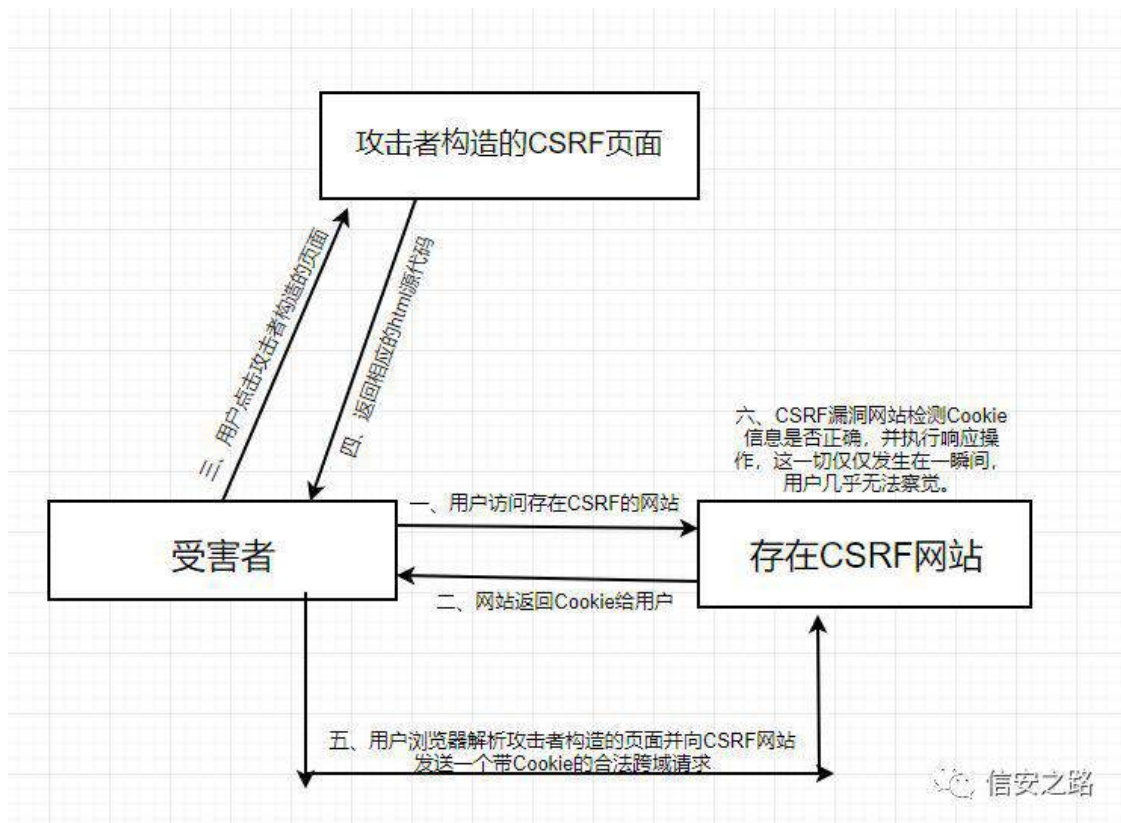 攻击者构造的CSRF页面
三、用户点击攻击者构造的页面
四、返回相应的html源代码
六、CSRF漏洞网站检测Cookie
信息是否正确，并执行响应操
作，这一切仅仅发生在一瞬间，
用户几乎无法察觉。
一、用户访问存在CSRF的网站
受害者
存在CSRF网站
二、网站返回Cookie给用户
五、用户浏览器解析攻击者构造的页面并向CSRF网站
发送一个带Cookie的合法跨域请求
信安之路